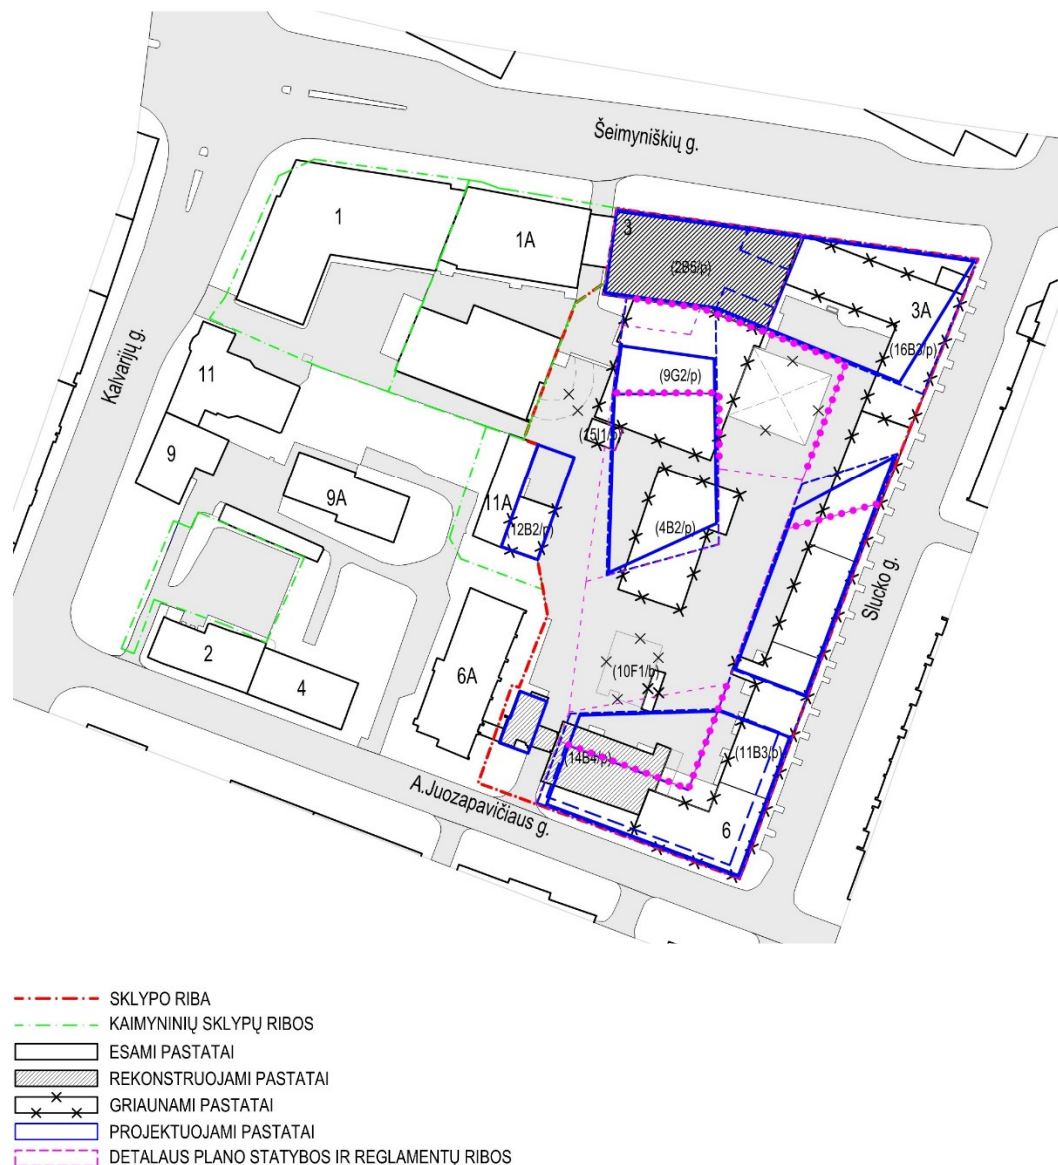 Šeimyniškių g.
1
1A
3
(2B5/p)
3A
(16B3/p)
Kalvarijų g.
11
(9G2/p)
(25I1/b)
9
9A
11A
(12B2/p)
(4B2/p)
Slucko g.
2
4
6A
(10F1/b)
(14B4/p)
(11B3/p)
6
A.Juozapavičiaus g.
SKLYPO RIBA
KAIMYNINIŲ SKLYPŲ RIBOS
ESAMI PASTATAI
REKONSTRUOJAMI PASTATAI
GRIAUNAMI PASTATAI
PROJEKTUOJAMI PASTATAI
DETALAUS PLANO STATYBOS IR REGLAMENTŲ RIBOS